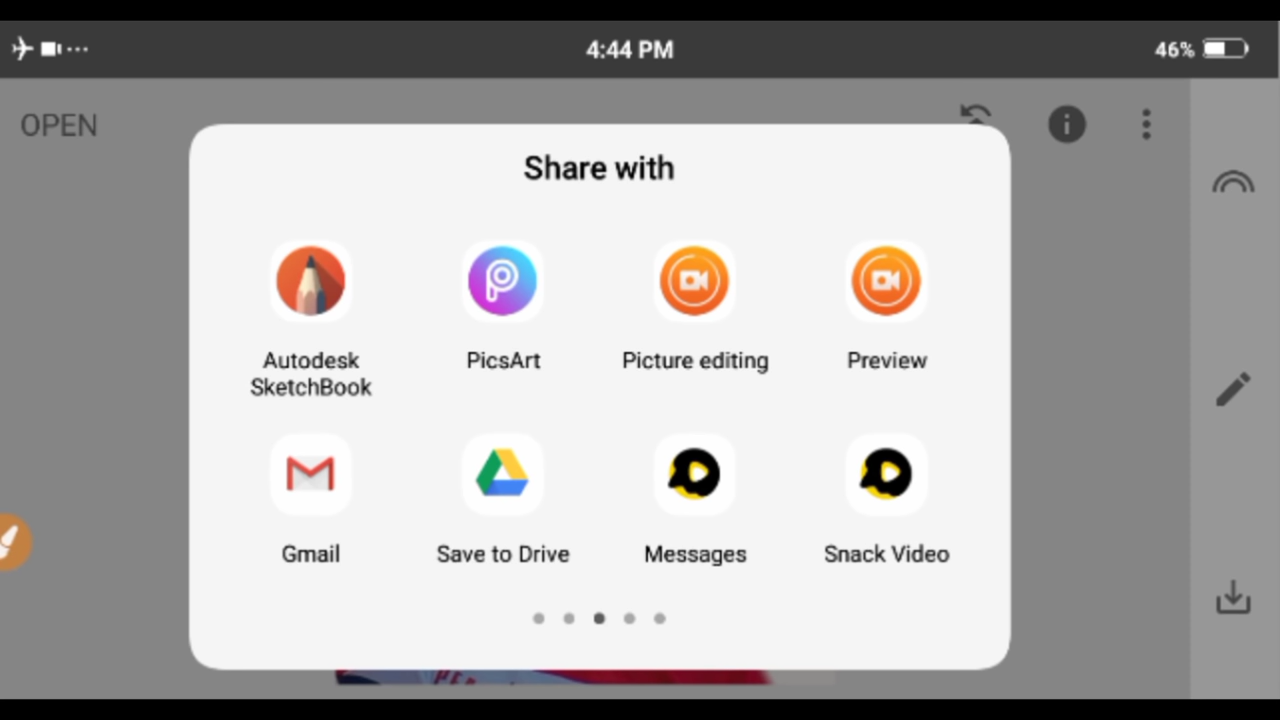 4:44 PM
46%
OPEN
Share with
Autodesk
SketchBook
PicsArt
Picture editing
Preview
Gmail
Save to Drive
Messages
Snack Video